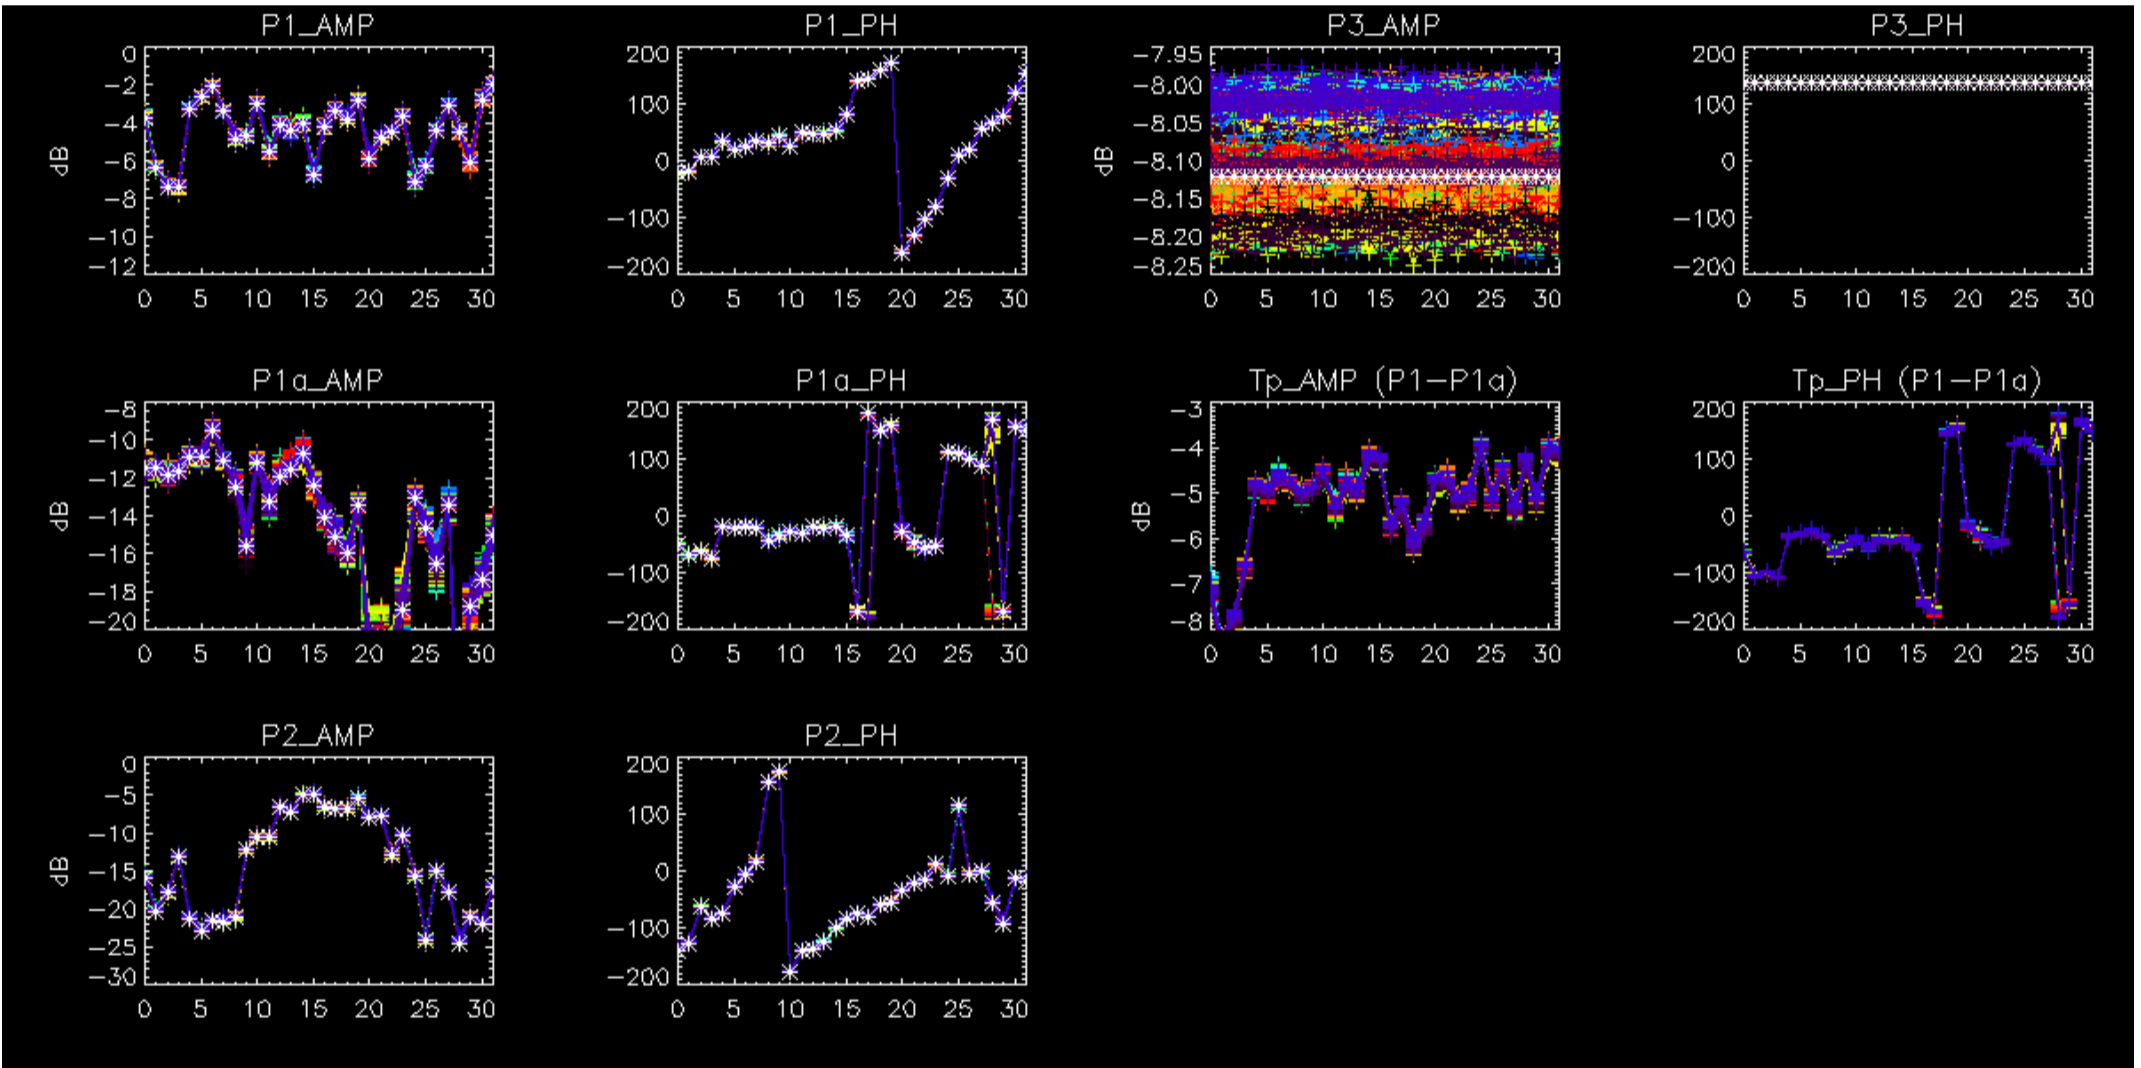 P1_AMP
0
−2
−4
−6
−8
−10
−12
dB
0 5 10 15 20 25 30
P1_PH
200
100
0
−100
−200
0 5 10 15 20 25 30
P3_AMP
−7.95
−8.00
−8.05
−8.10
−8.15
−8.20
−8.25
dB
0 5 10 15 20 25 30
P3_PH
200
100
0
−100
−200
0 5 10 15 20 25 30
P1a_AMP
−8
−10
−12
−14
−16
−18
−20
dB
0 5 10 15 20 25 30
P1a_PH
200
100
0
−100
−200
0 5 10 15 20 25 30
Tp_AMP (P1−P1a)
−3
−4
−5
−6
−7
−8
dB
0 5 10 15 20 25 30
Tp_PH (P1−P1a)
200
100
0
−100
−200
0 5 10 15 20 25 30
P2_AMP
0
−5
−10
−15
−20
−25
−30
dB
0 5 10 15 20 25 30
P2_PH
200
100
0
−100
−200
0 5 10 15 20 25 30